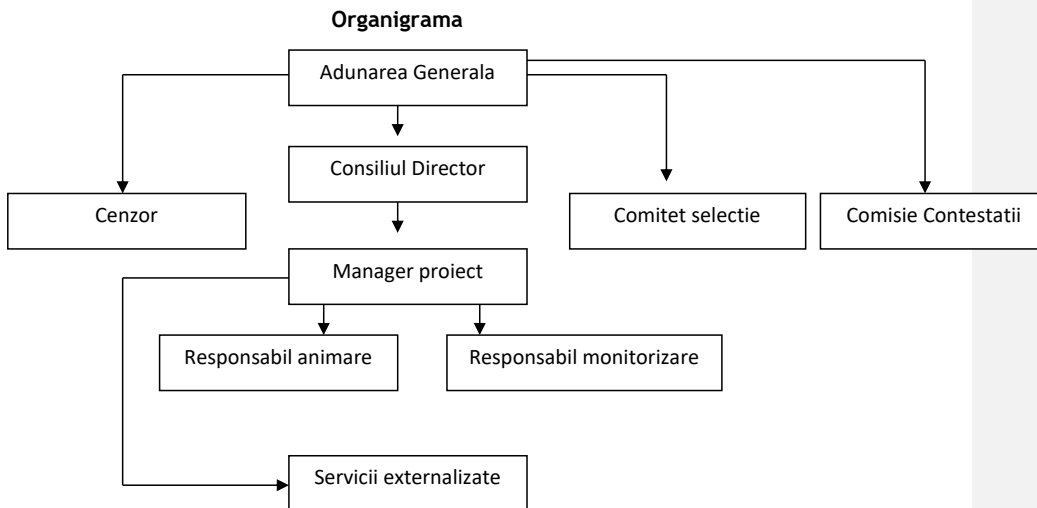 Organigrama
Adunarea Generala
Consiliul Director
Cenzor
Comitet selectie
Comisie Contestatii
Manager proiect
Responsabil animare
Responsabil monitorizare
Servicii externalizate